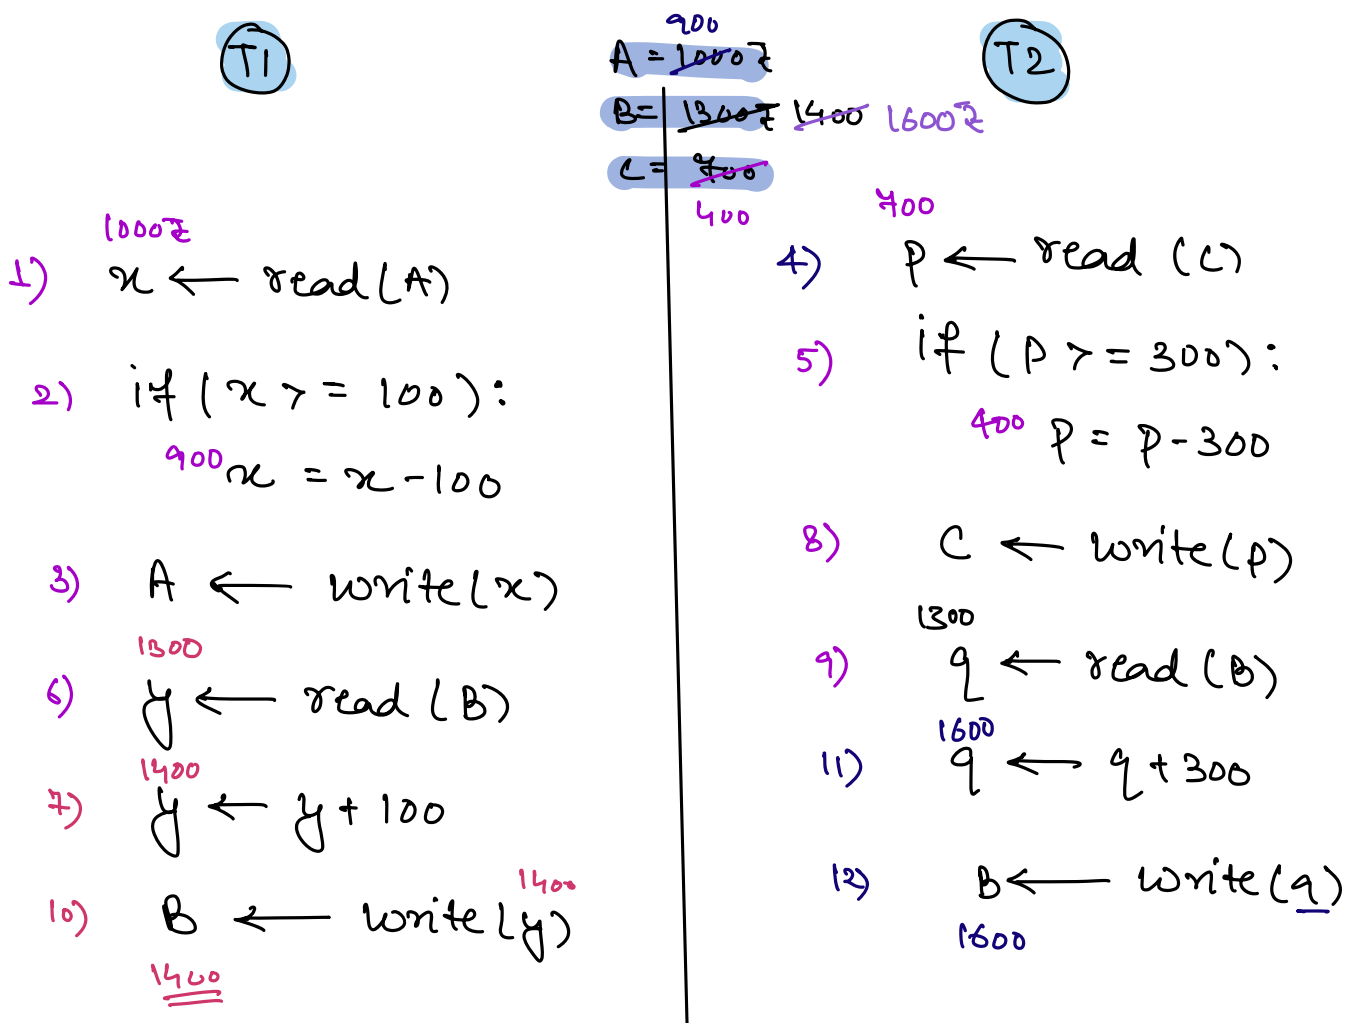 T1
900
A = 1000₹
T2
B= 1300₹ 1400 1600₹
C= 700
400
1000₹
1) x ← read(A)
2) if (x >= 100):
900 x = x - 100
3) A ← write(x)
1300
6) y ← read(B)
1400
7) y ← y + 100
1400
10) B ← write(y)
1400
700
4) p ← read(C)
5) if (p >= 300):
400 p = p - 300
8) C ← write(p)
1300
9) q ← read(B)
1600
11) q ← q + 300
12) B ← write(q)
1600